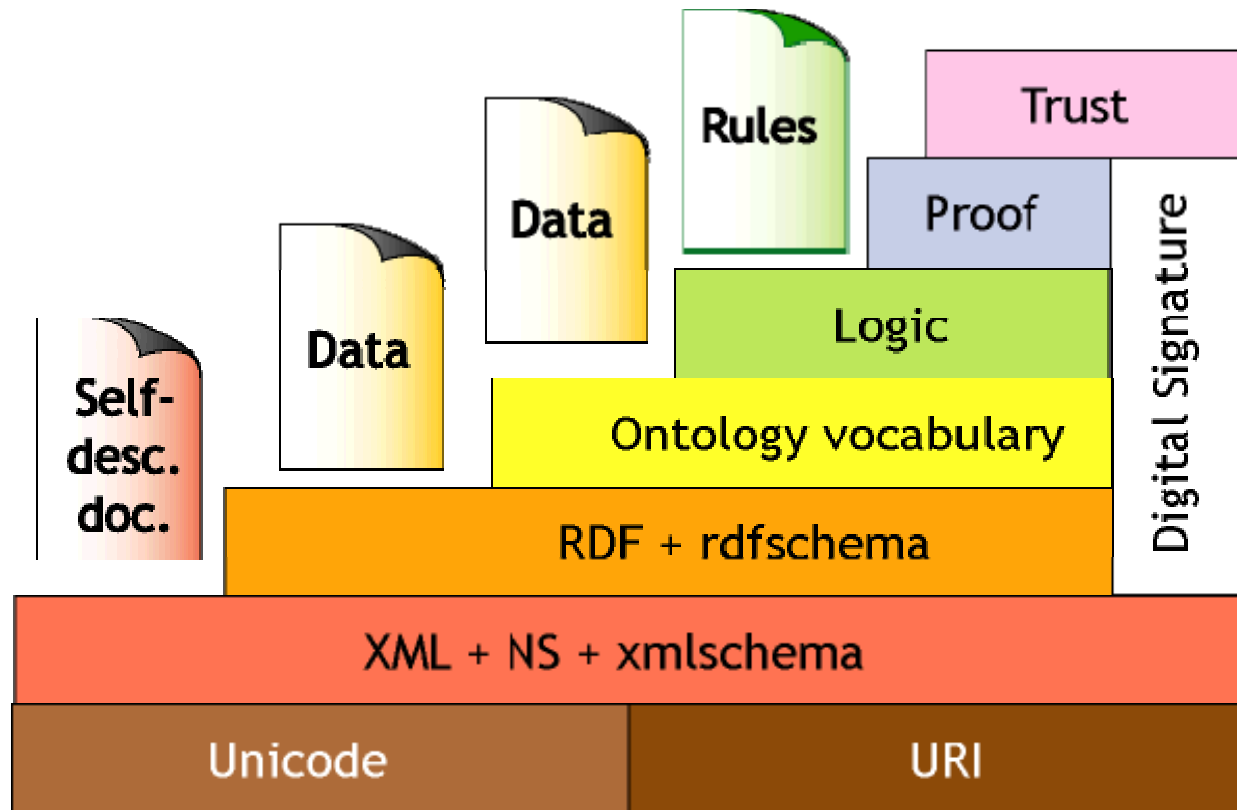 Trust
Rules
Proof
Data
Digital Signature
Logic
Data
Self-
desc.
doc.
Ontology vocabulary
RDF + rdfschema
XML + NS + xmlschema
Unicode
URI